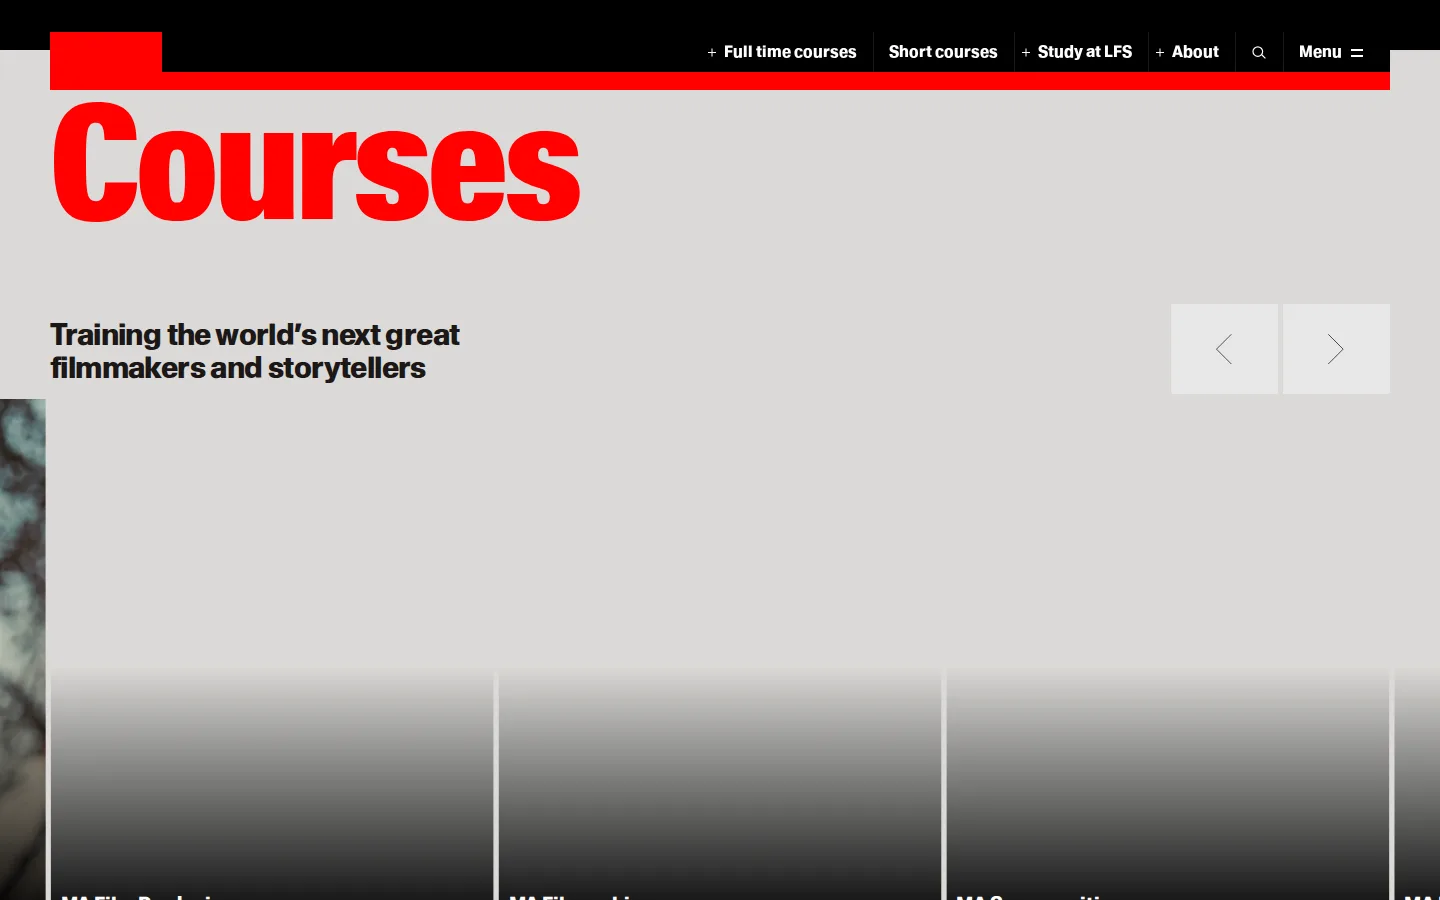 Full time courses
Short courses
Study at LFS
About
Menu
Courses
Training the world's next great
filmmakers and storytellers